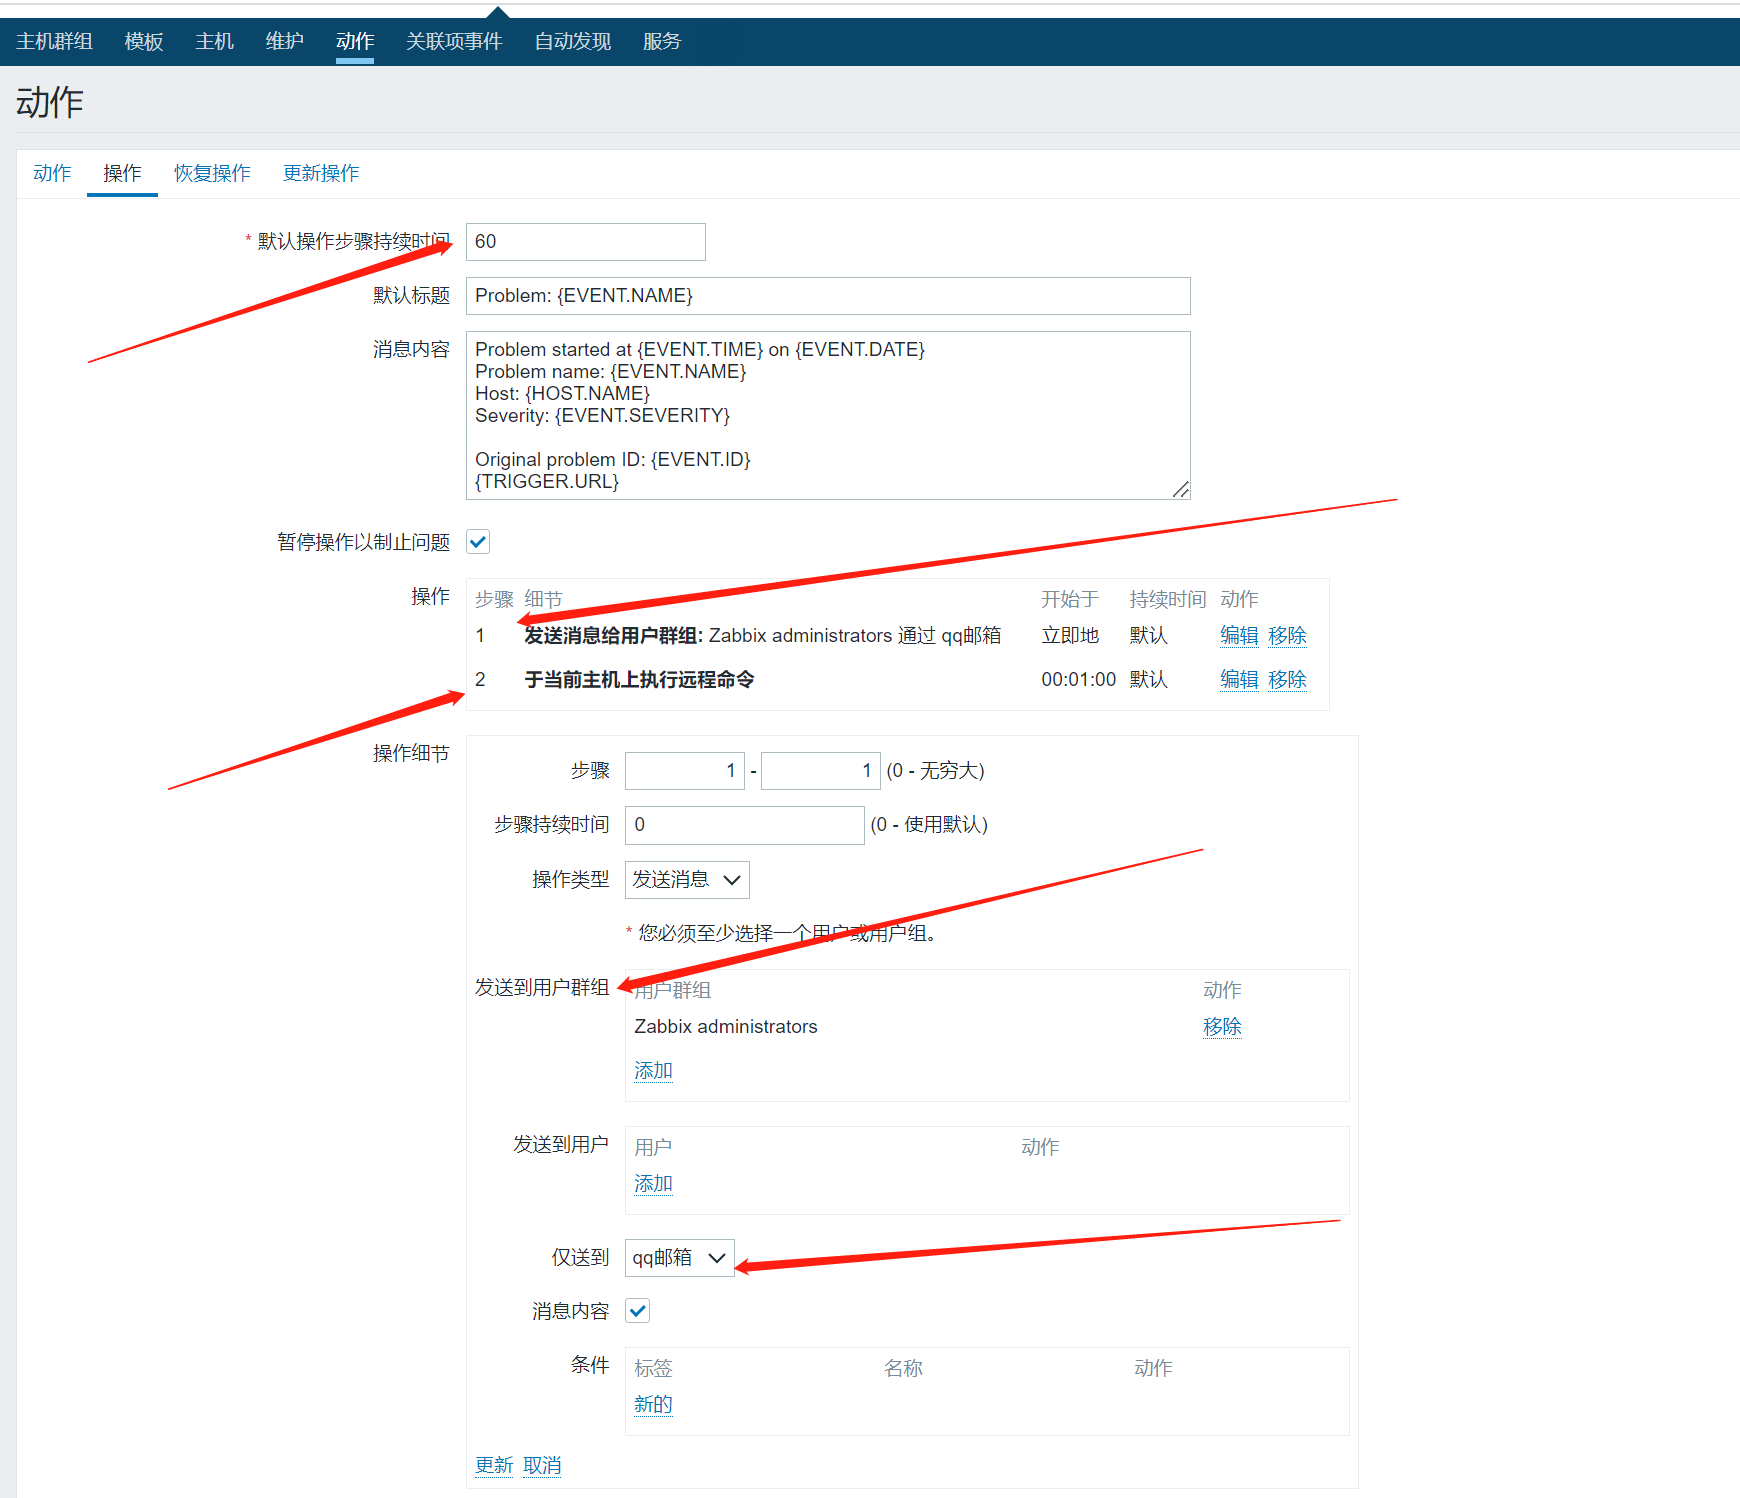 主机群组 模板 主机 维护 动作 关联项事件 自动发现 服务
动作
动作 操作 恢复操作 更新操作
* 默认操作步骤持续时间 60
默认标题 Problem: {EVENT.NAME}
消息内容 Problem started at {EVENT.TIME} on {EVENT.DATE}
Problem name: {EVENT.NAME}
Host: {HOST.NAME}
Severity: {EVENT.SEVERITY}
Original problem ID: {EVENT.ID}
{TRIGGER.URL}
暂停操作以制止问题
操作 步骤 细节 开始于 持续时间 动作
1 发送消息给用户群组: Zabbix administrators 通过 qq邮箱 立即地 默认 编辑 移除
2 于当前主机上执行远程命令 00:01:00 默认 编辑 移除
操作细节
步骤 1 - 1 (0 - 无穷大)
步骤持续时间 0 (0 - 使用默认)
操作类型 发送消息
* 您必须至少选择一个用户或用户组。
发送到用户群组 用户群组 动作
Zabbix administrators 移除
添加
发送到用户 用户 动作
添加
仅送到 qq邮箱
消息内容
条件 标签 名称 动作
新的
更新 取消